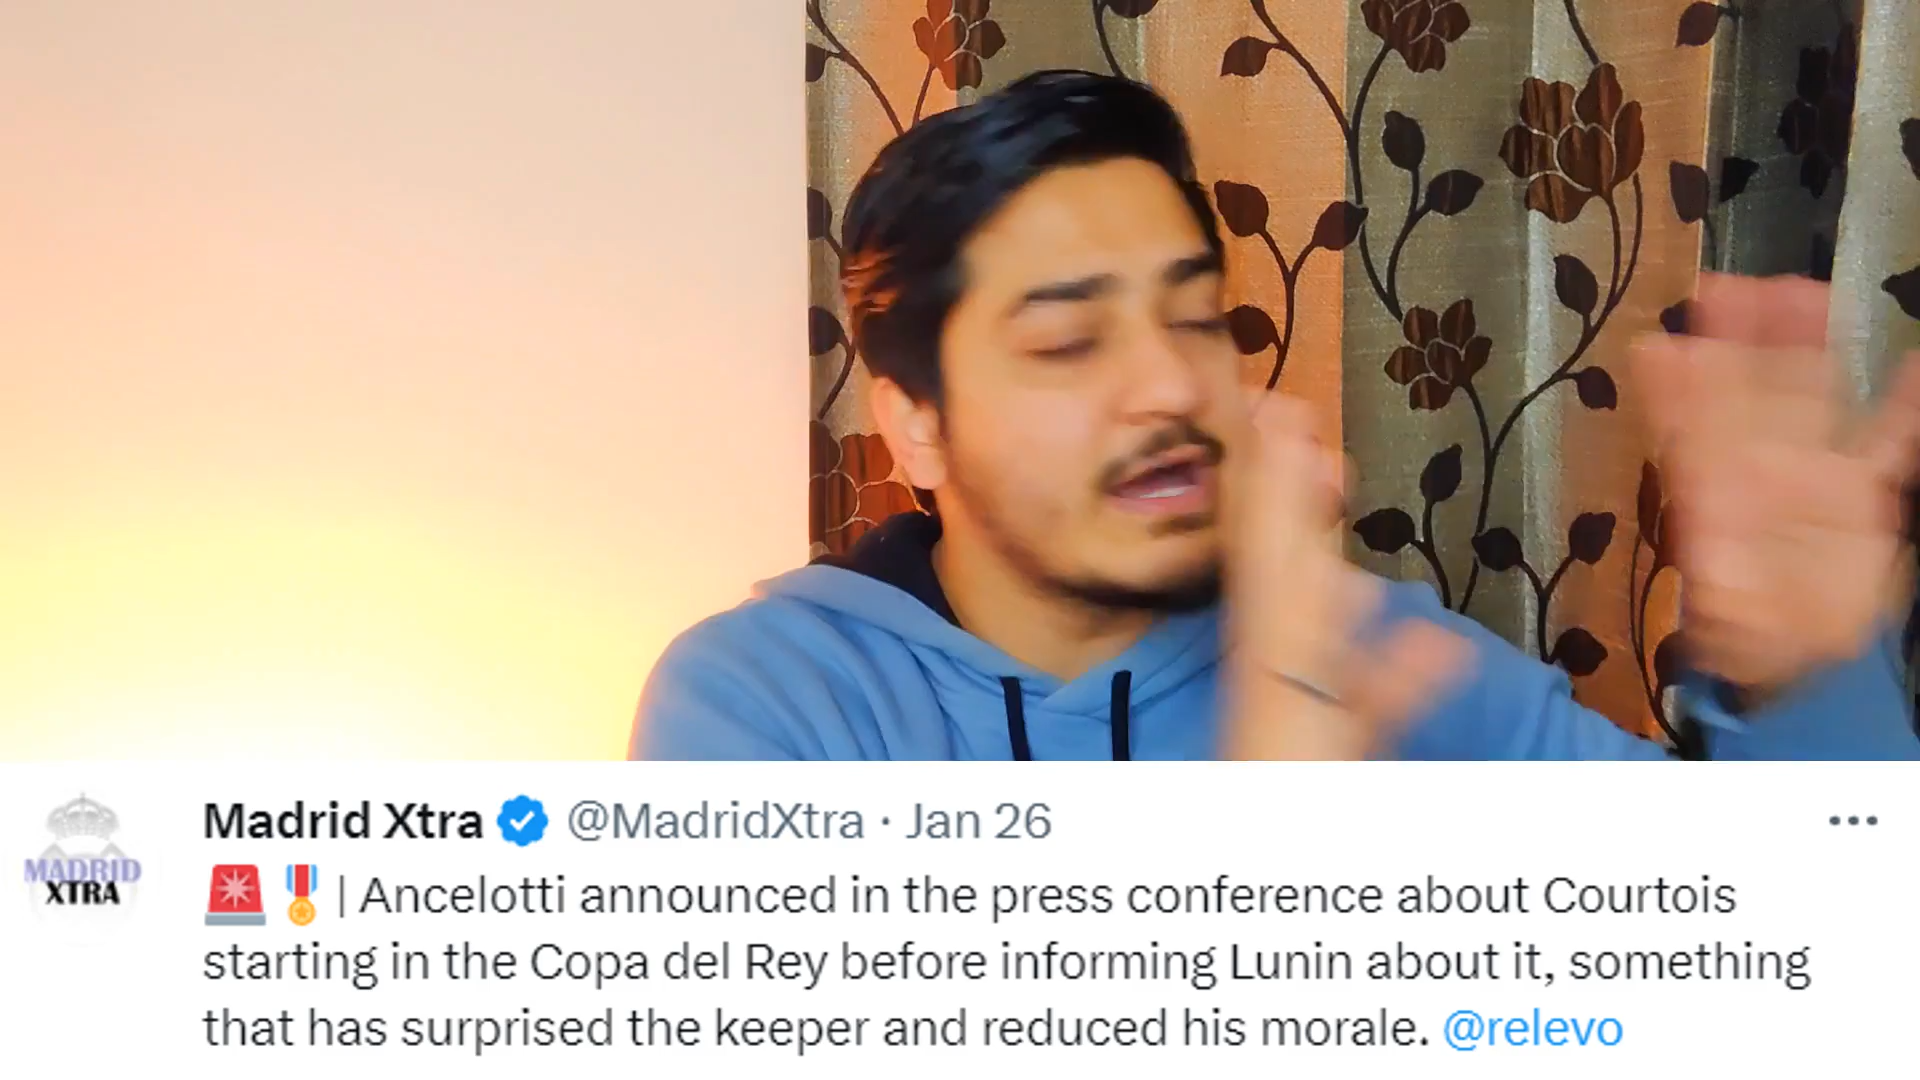 Madrid Xtra @MadridXtra · Jan 26
MADRID
XTRA
🚨🎖️ | Ancelotti announced in the press conference about Courtois
starting in the Copa del Rey before informing Lunin about it, something
that has surprised the keeper and reduced his morale. @relevo